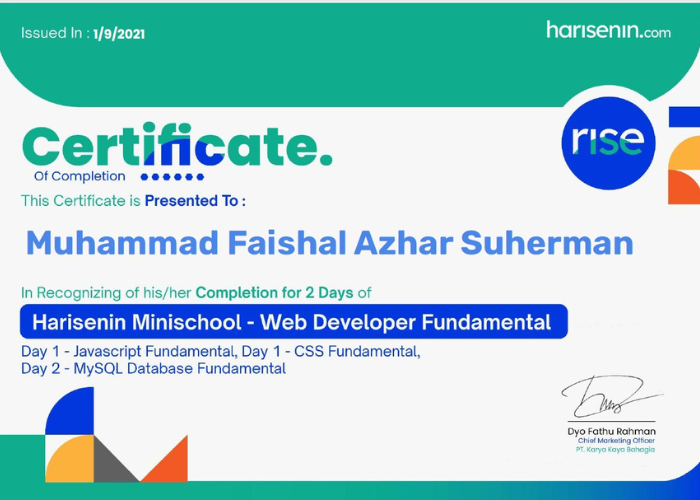 Issued In : 1/9/2021
harisenin.com
rise
Certificate.
Of Completion
This Certificate is Presented To :
Muhammad Faishal Azhar Suherman
In Recognizing of his/her Completion for 2 Days of
Harisenin Minischool - Web Developer Fundamental
Day 1 - Javascript Fundamental, Day 1 - CSS Fundamental,
Day 2 - MySQL Database Fundamental
Dyo Fathu Rahman
Chief Marketing Officer
PT. Karya Kaya Bahagia